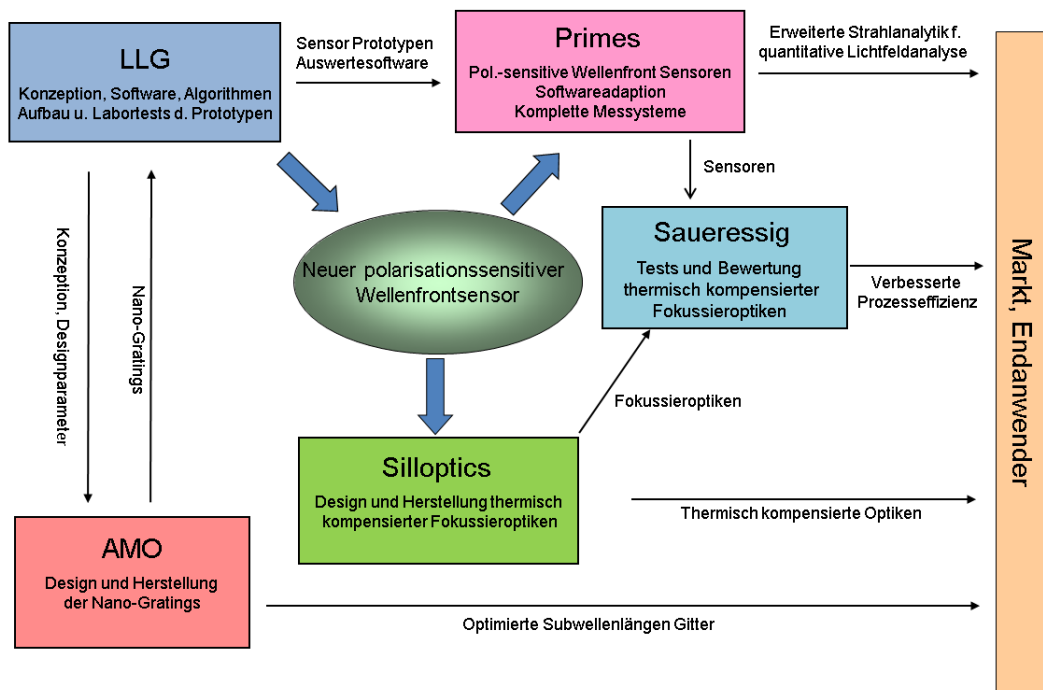 LLG
Konzeption, Software, Algorithmen
Aufbau u. Labortests d. Prototypen
Sensor Prototypen
Auswertesoftware
Primes
Pol.-sensitive Wellenfront Sensoren
Softwareadaption
Komplette Messysteme
Erweiterte Strahlanalytik f.
quantitative Lichtfeldanalyse
Sensoren
Neuer polarisationssensitiver
Wellenfrontsensor
Saueressig
Tests und Bewertung
thermisch kompensierter
Fokussieroptiken
Verbesserte
Prozesseffizienz
Markt, Endanwender
Konzeption, Designparameter
Nano-Gratings
Fokussieroptiken
Silloptics
Design und Herstellung thermisch
kompensierter Fokussieroptiken
Thermisch kompensierte Optiken
AMO
Design und Herstellung
der Nano-Gratings
Optimierte Subwellenlängen Gitter